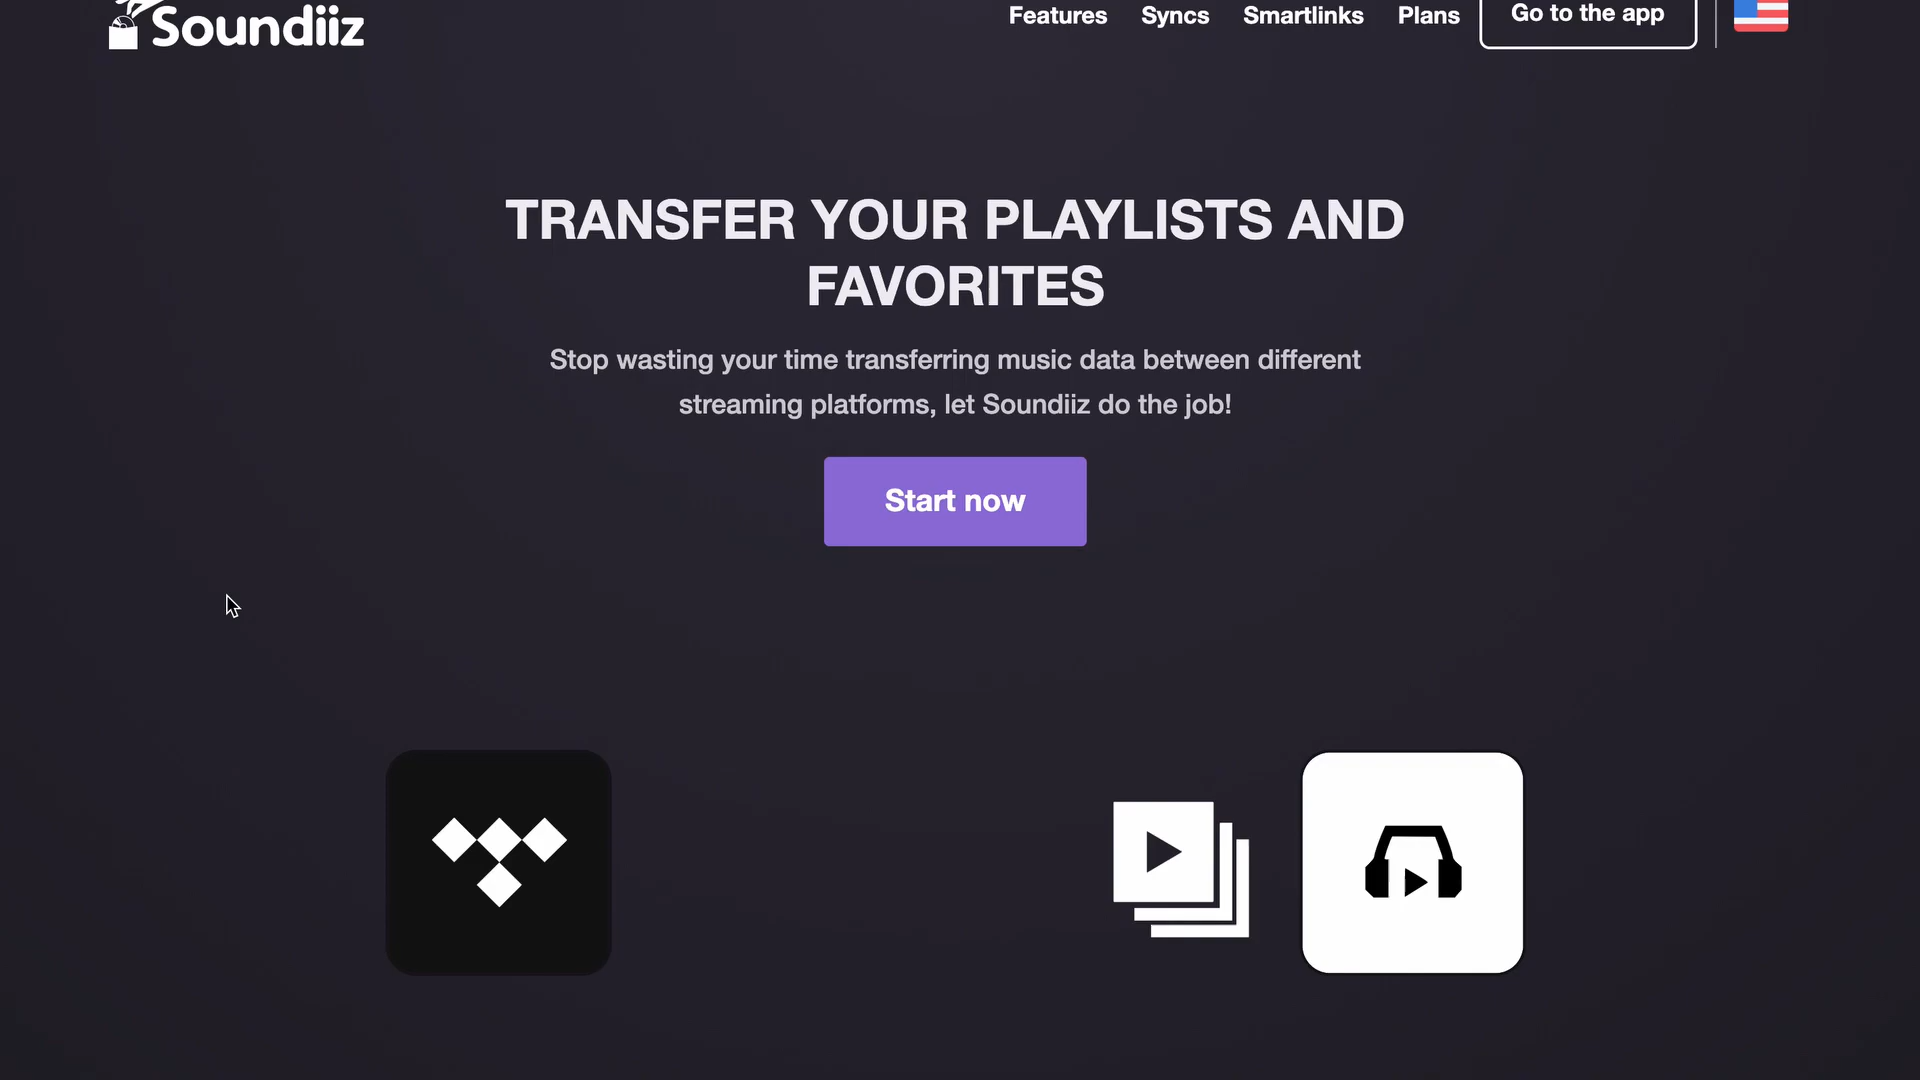 Soundiiz
Features
Syncs
Smartlinks
Plans
Go to the app
TRANSFER YOUR PLAYLISTS AND
FAVORITES
Stop wasting your time transferring music data between different
streaming platforms, let Soundiiz do the job!
Start now